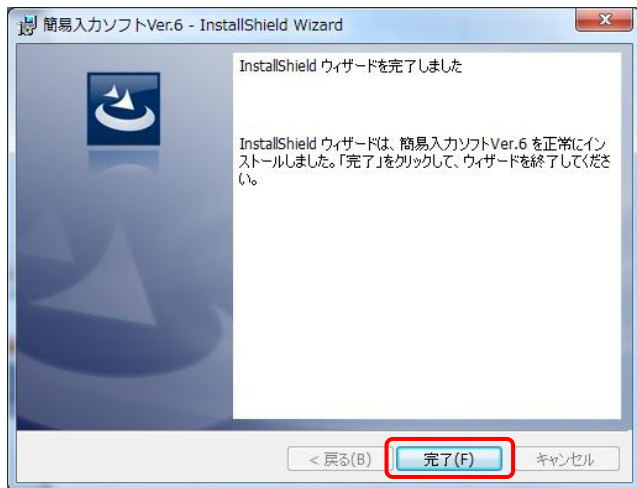 簡易入力ソフトVer.6 - InstallShield Wizard
InstallShield ウィザードを完了しました
InstallShield ウィザードは、簡易入力ソフトVer.6 を正常にイン
ストールしました。「完了」をクリックして、ウィザードを終了してくださ
い。
< 戻る(B)
完了(F)
キャンセル